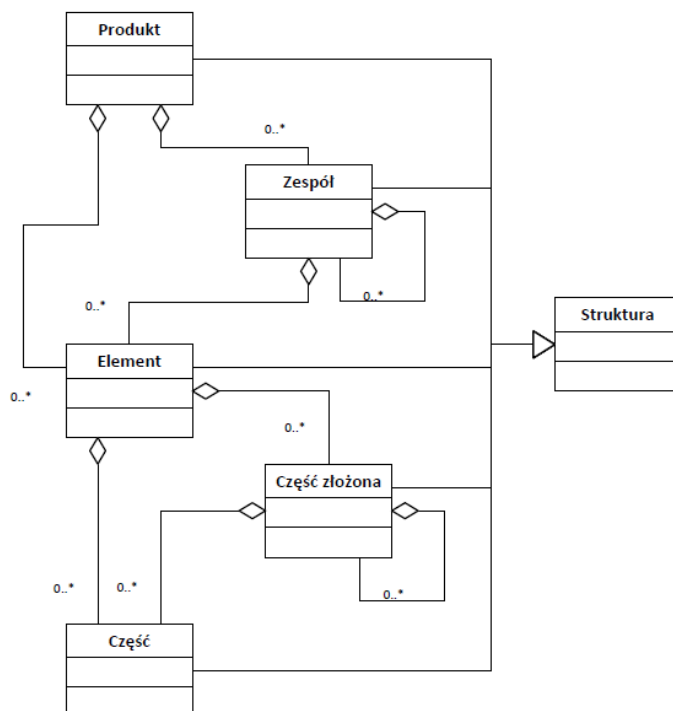 Produkt
0..*
Zespół
0..*
0..*
Struktura
Element
0..*
0..*
Część złożona
0..*
0..*
0..*
Część